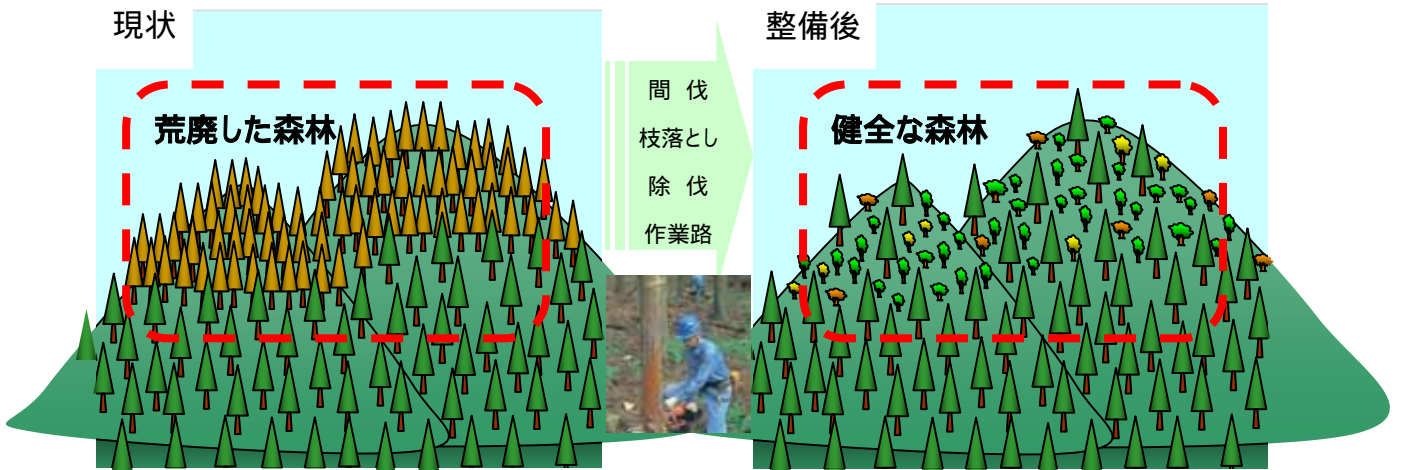 現状
荒廃した森林
間 伐
枝落とし
除 伐
作業路
整備後
健全な森林